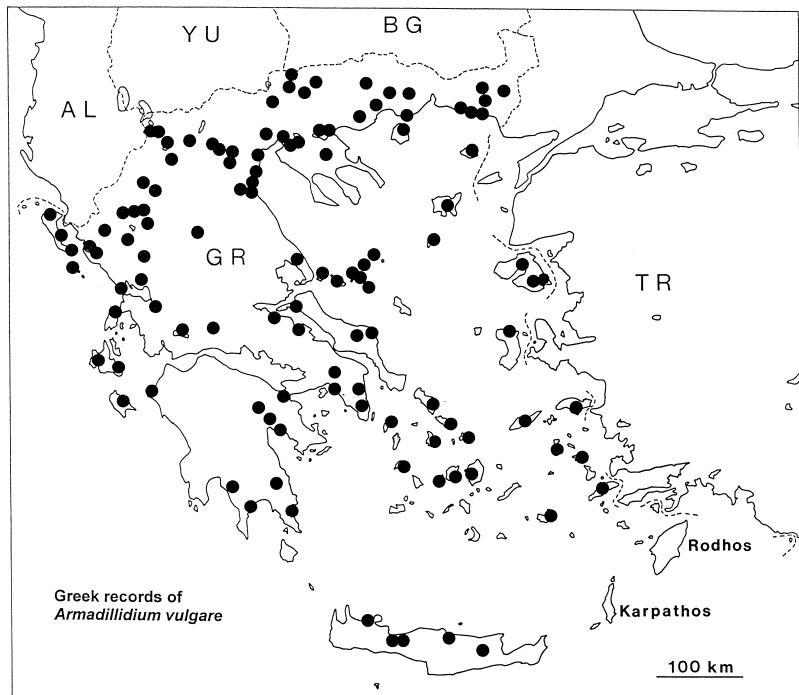 YU
BG
AL
GR
TR
Rodhos
Karpathos
Greek records of
Armadillidium vulgare
100 km